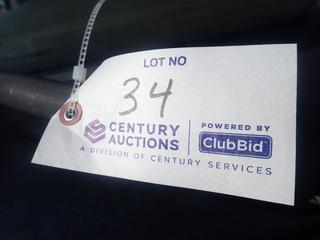 LOT NO
34
CENTURY AUCTIONS
POWERED BY
ClubBid
A DIVISION OF CENTURY SERVICES